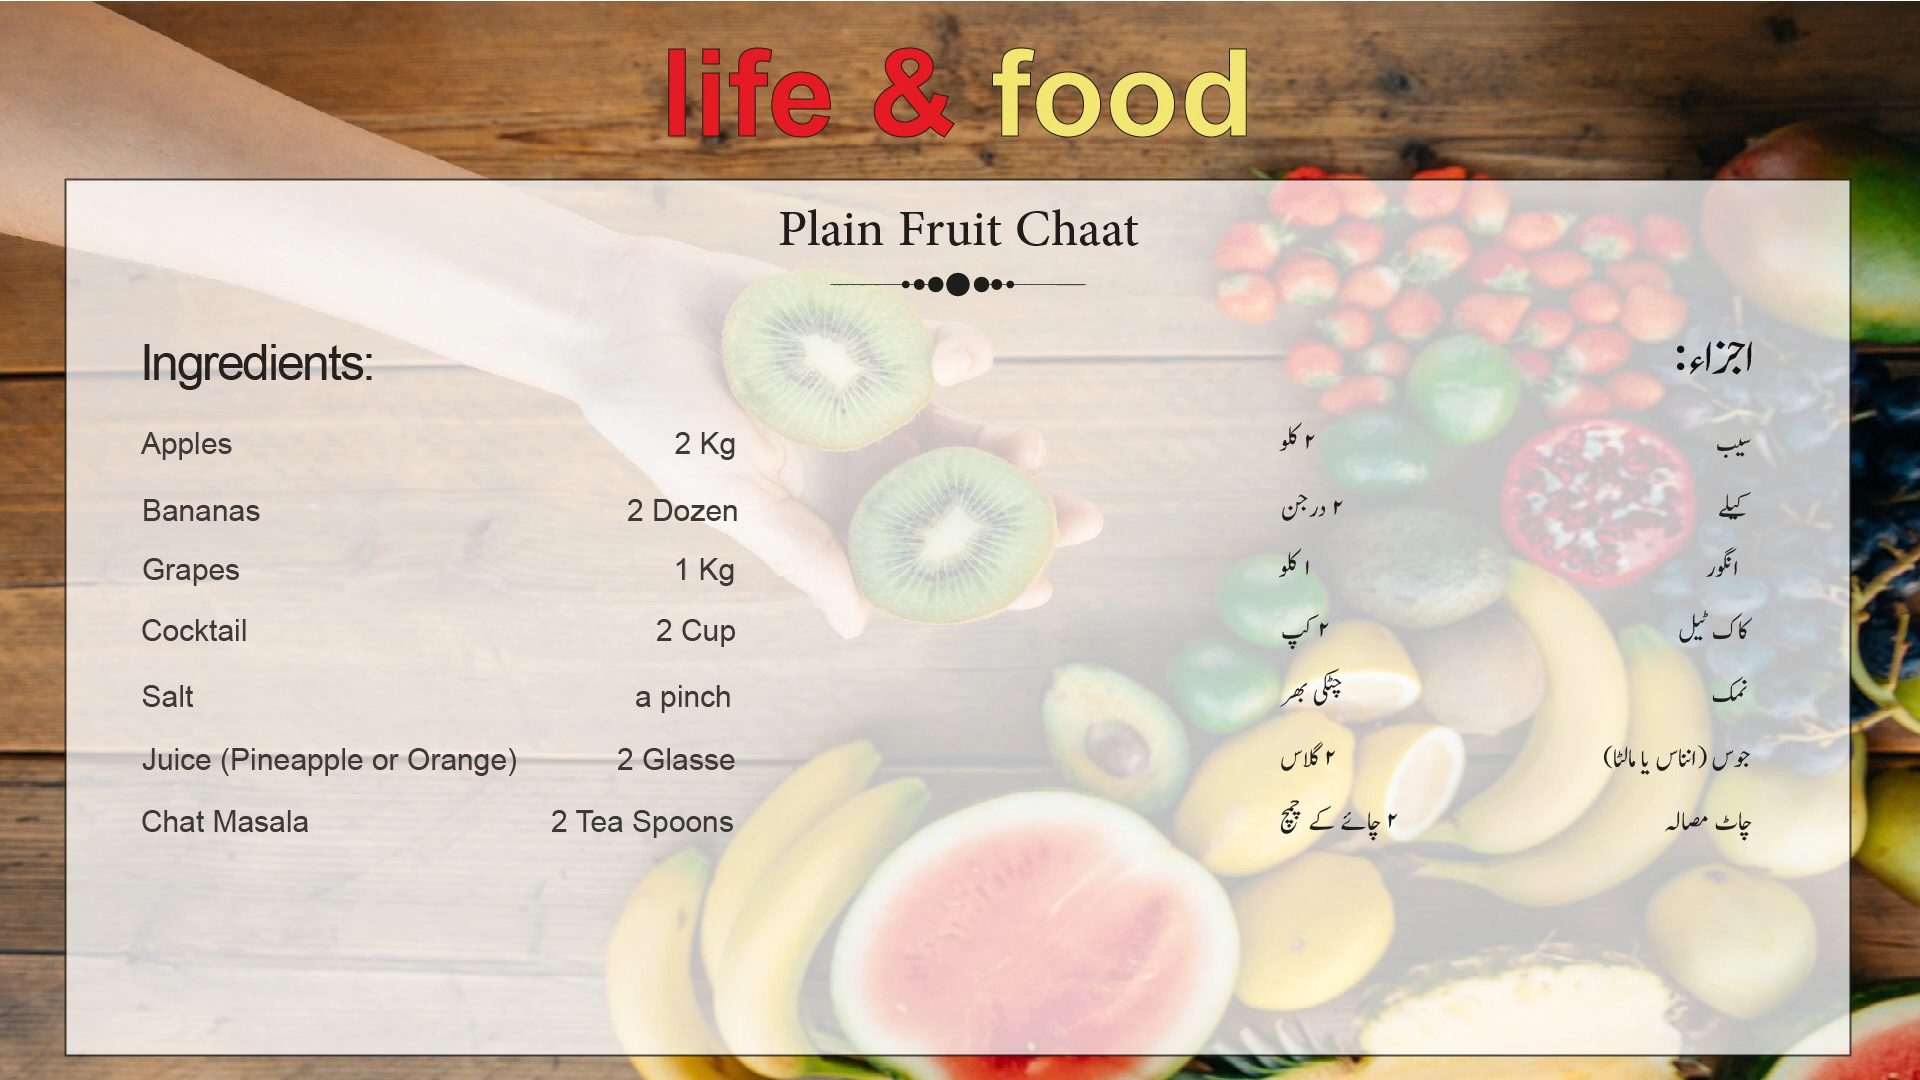 life & food
Plain Fruit Chaat
Ingredients:
Apples 2 Kg
Bananas 2 Dozen
Grapes 1 Kg
Cocktail 2 Cup
Salt a pinch
Juice (Pineapple or Orange) 2 Glasse
Chat Masala 2 Tea Spoons
اجزاء:
سیب ۲ کلو
کیلے ۲ درجن
انگور ۱ کلو
کاک ٹیل ۲ کپ
نمک چٹکی بھر
جوس (انناس یا مالٹا) ۲ گلاس
چاٹ مصالہ ۲ چائے کے چمچ